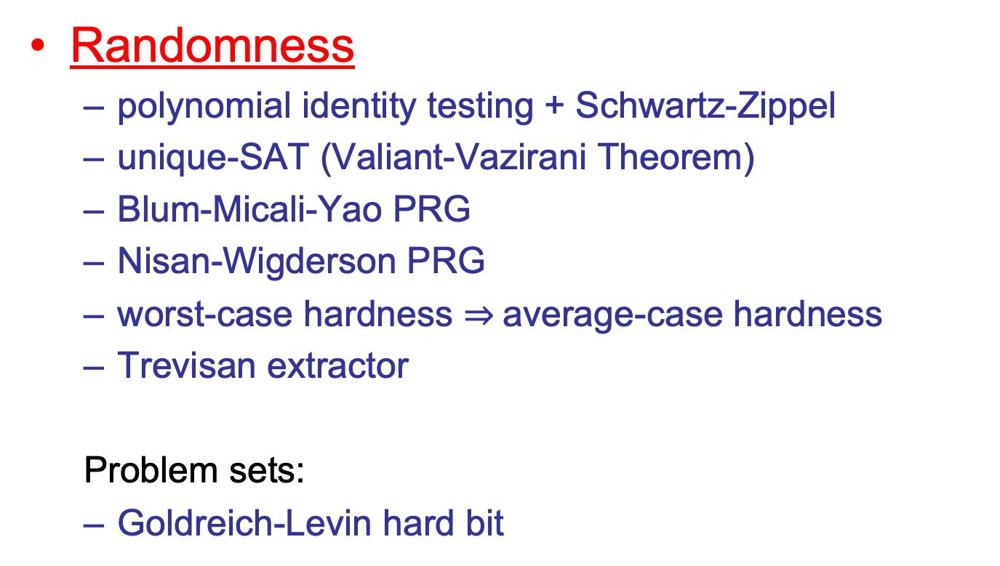 • Randomness
– polynomial identity testing + Schwartz-Zippel
– unique-SAT (Valiant-Vazirani Theorem)
– Blum-Micali-Yao PRG
– Nisan-Wigderson PRG
– worst-case hardness ⇒ average-case hardness
– Trevisan extractor
Problem sets:
– Goldreich-Levin hard bit